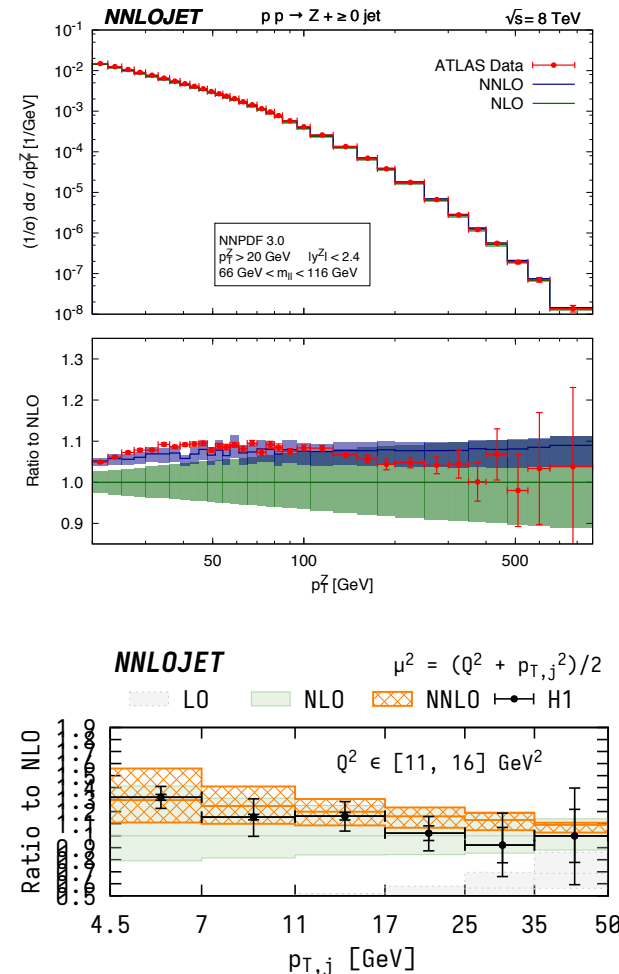 NNLOJET p p → Z + ≥ 0 jet √s = 8 TeV
10⁻¹
10⁻²
10⁻³
10⁻⁴
10⁻⁵
10⁻⁶
10⁻⁷
10⁻⁸
(1/σ) dσ / dp_T^Z [1/GeV]
ATLAS Data
NNLO
NLO
NNPDF 3.0
p_T^Z > 20 GeV |y^Z| < 2.4
66 GeV < m_ll < 116 GeV
1.3
1.2
1.1
1.0
0.9
Ratio to NLO
50 100 500
p_T^Z [GeV]
NNLOJET μ² = (Q² + p_T,j²)/2
LO NLO NNLO H1
Q² ∈ [11, 16] GeV²
Ratio to NLO
1.9
0.5
4.5 7 11 17 25 35 50
p_T,j [GeV]